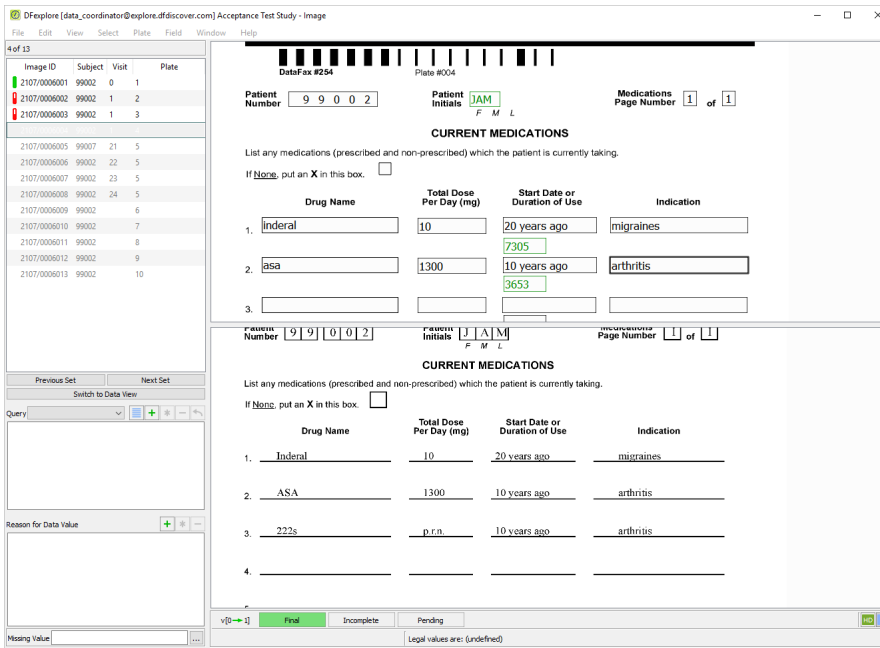 DFexplore [data_coordinator@explore.dfdiscover.com] Acceptance Test Study - Image
File Edit View Select Plate Field Window Help
4 of 13
Image ID Subject Visit Plate
2107/0006001 99002 0 1
2107/0006002 99002 1 2
2107/0006003 99002 1 3
2107/0006005 99007 21 5
2107/0006006 99002 22 5
2107/0006007 99002 23 5
2107/0006008 99002 24 5
2107/0006009 99002 6
2107/0006010 99002 7
2107/0006011 99002 8
2107/0006012 99002 9
2107/0006013 99002 10
Previous Set Next Set
Switch to Data View
Query
Reason for Data Value
Missing Value ...
DataFax #254 Plate #004
Patient Number 9 9 0 0 2 Patient Initials JAM Medications Page Number 1 of 1
F M L
CURRENT MEDICATIONS
List any medications (prescribed and non-prescribed) which the patient is currently taking.
If None, put an X in this box.
Drug Name Total Dose Per Day (mg) Start Date or Duration of Use Indication
1. inderal 10 20 years ago migraines
7305
2. asa 1300 10 years ago arthritis
3653
3.
Patient Number 9 9 0 0 2 Patient Initials J A M Medications Page Number 1 of 1
F M L
CURRENT MEDICATIONS
List any medications (prescribed and non-prescribed) which the patient is currently taking.
If None, put an X in this box.
Drug Name Total Dose Per Day (mg) Start Date or Duration of Use Indication
1. Inderal 10 20 years ago migraines
2. ASA 1300 10 years ago arthritis
3. 222s p.r.n. 10 years ago arthritis
4.
v[0→1] Final Incomplete Pending HD
Legal values are: (undefined)